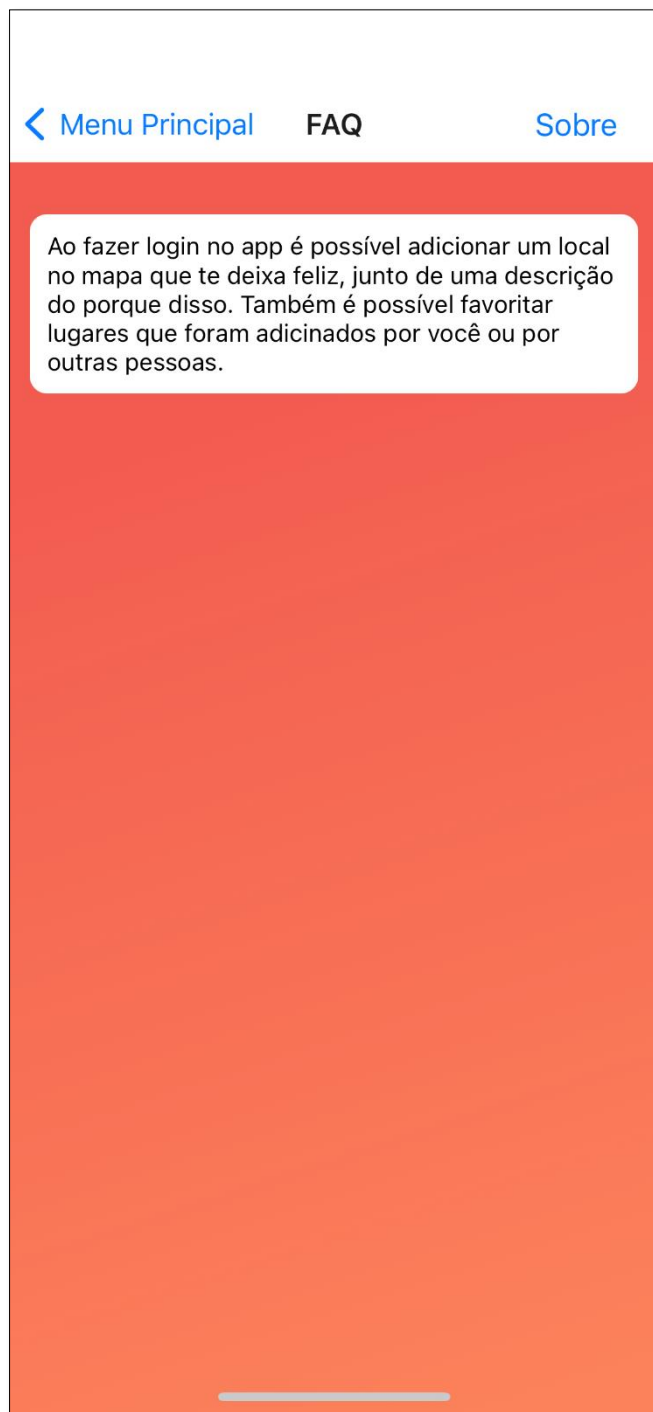 Menu Principal FAQ Sobre
Ao fazer login no app é possível adicionar um local
no mapa que te deixa feliz, junto de uma descrição
do porque disso. Também é possível favoritar
lugares que foram adicinados por você ou por
outras pessoas.